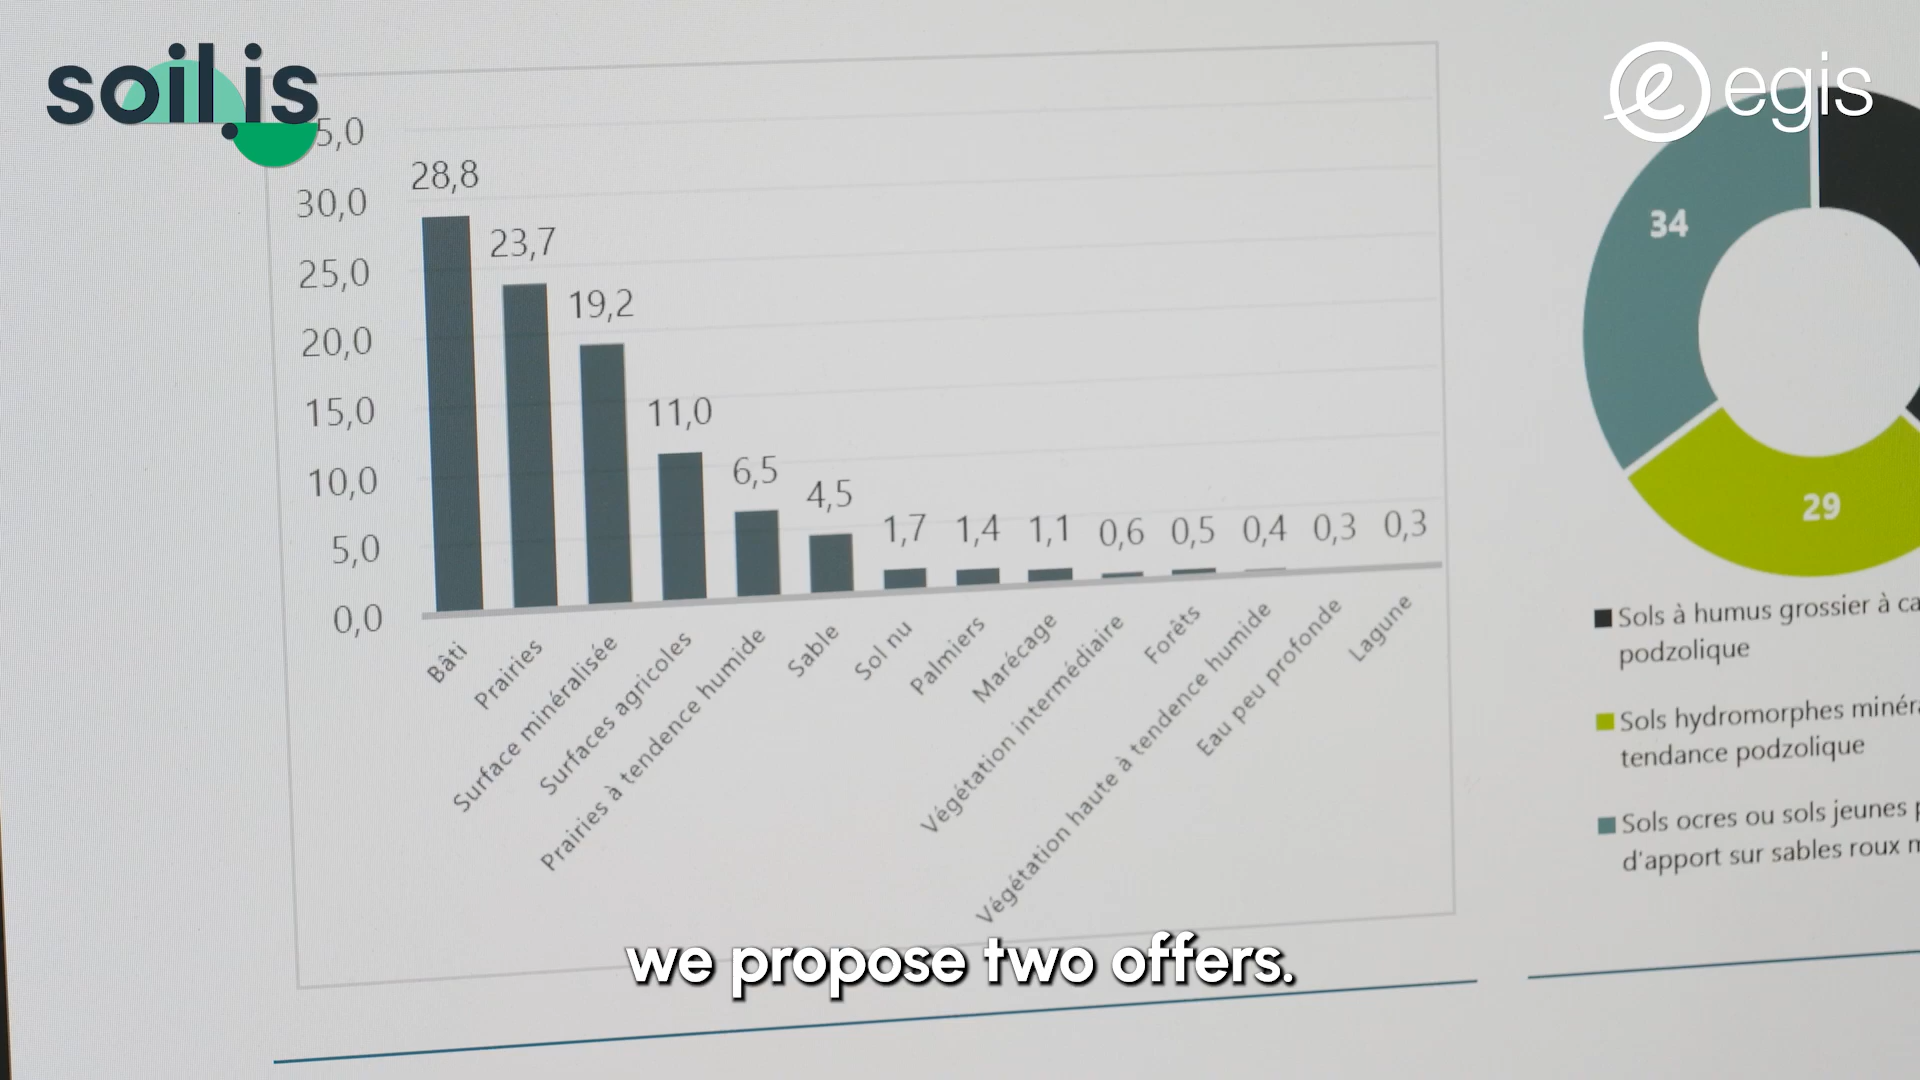 soil.is
egis
5,0
30,0
25,0
20,0
15,0
10,0
5,0
0,0
28,8
23,7
19,2
11,0
6,5
4,5
1,7
1,4
1,1
0,6
0,5
0,4
0,3
0,3
Bâti
Prairies
Surface minéralisée
Surfaces agricoles
Prairies à tendence humide
Sable
Sol nu
Palmiers
Marécage
Végétation intermédiaire
Forêts
Végétation haute à tendence humide
Eau peu profonde
Lagune
34
29
Sols à humus grossier à
podzolique
Sols hydromorphes
tendance podzolique
Sols ocres ou sols jeunes
d'apport sur sables roux
we propose two offers.